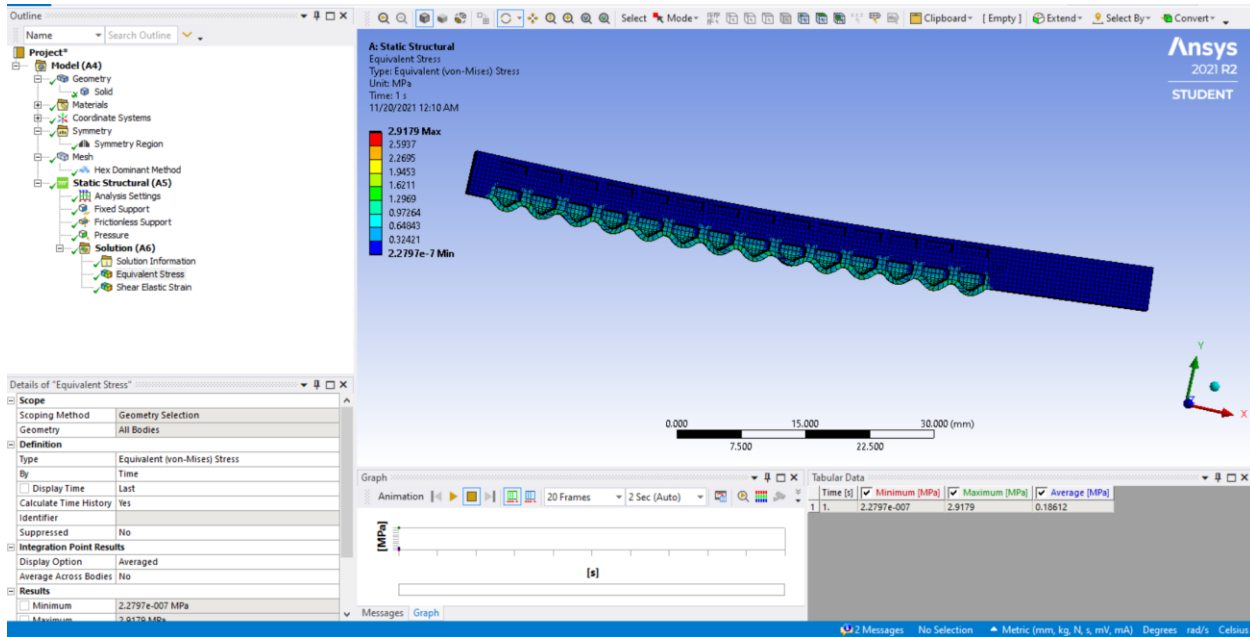 Outline
Name
Search Outline
Project*
Model (A4)
Geometry
Solid
Materials
Coordinate Systems
Symmetry
Symmetry Region
Mesh
Hex Dominant Method
Static Structural (A5)
Analysis Settings
Fixed Support
Frictionless Support
Pressure
Solution (A6)
Solution Information
Equivalent Stress
Shear Elastic Strain
Select Mode Clipboard [ Empty ] Extend Select By Convert
A: Static Structural
Equivalent Stress
Type: Equivalent (von-Mises) Stress
Unit: MPa
Time: 1 s
11/20/2021 12:10 AM
2.9179 Max
2.5937
2.2695
1.9453
1.6211
1.2969
0.97264
0.64843
0.32421
2.2797e-7 Min
Ansys
2021 R2
STUDENT
Y
X
0.000 15.000 30.000 (mm)
7.500 22.500
Details of "Equivalent Stress"
Scope
Scoping Method Geometry Selection
Geometry All Bodies
Definition
Type Equivalent (von-Mises) Stress
By Time
Display Time Last
Calculate Time History Yes
Identifier
Suppressed No
Integration Point Results
Display Option Averaged
Average Across Bodies No
Results
Minimum 2.2797e-007 MPa
Maximum 2.9179 MPa
Graph
Animation 20 Frames 2 Sec (Auto)
[MPa]
[s]
Messages Graph
Tabular Data
Time [s] Minimum [MPa] Maximum [MPa] Average [MPa]
1 1. 2.2797e-007 2.9179 0.18612
2 Messages No Selection Metric (mm, kg, N, s, mV, mA) Degrees rad/s Celsius